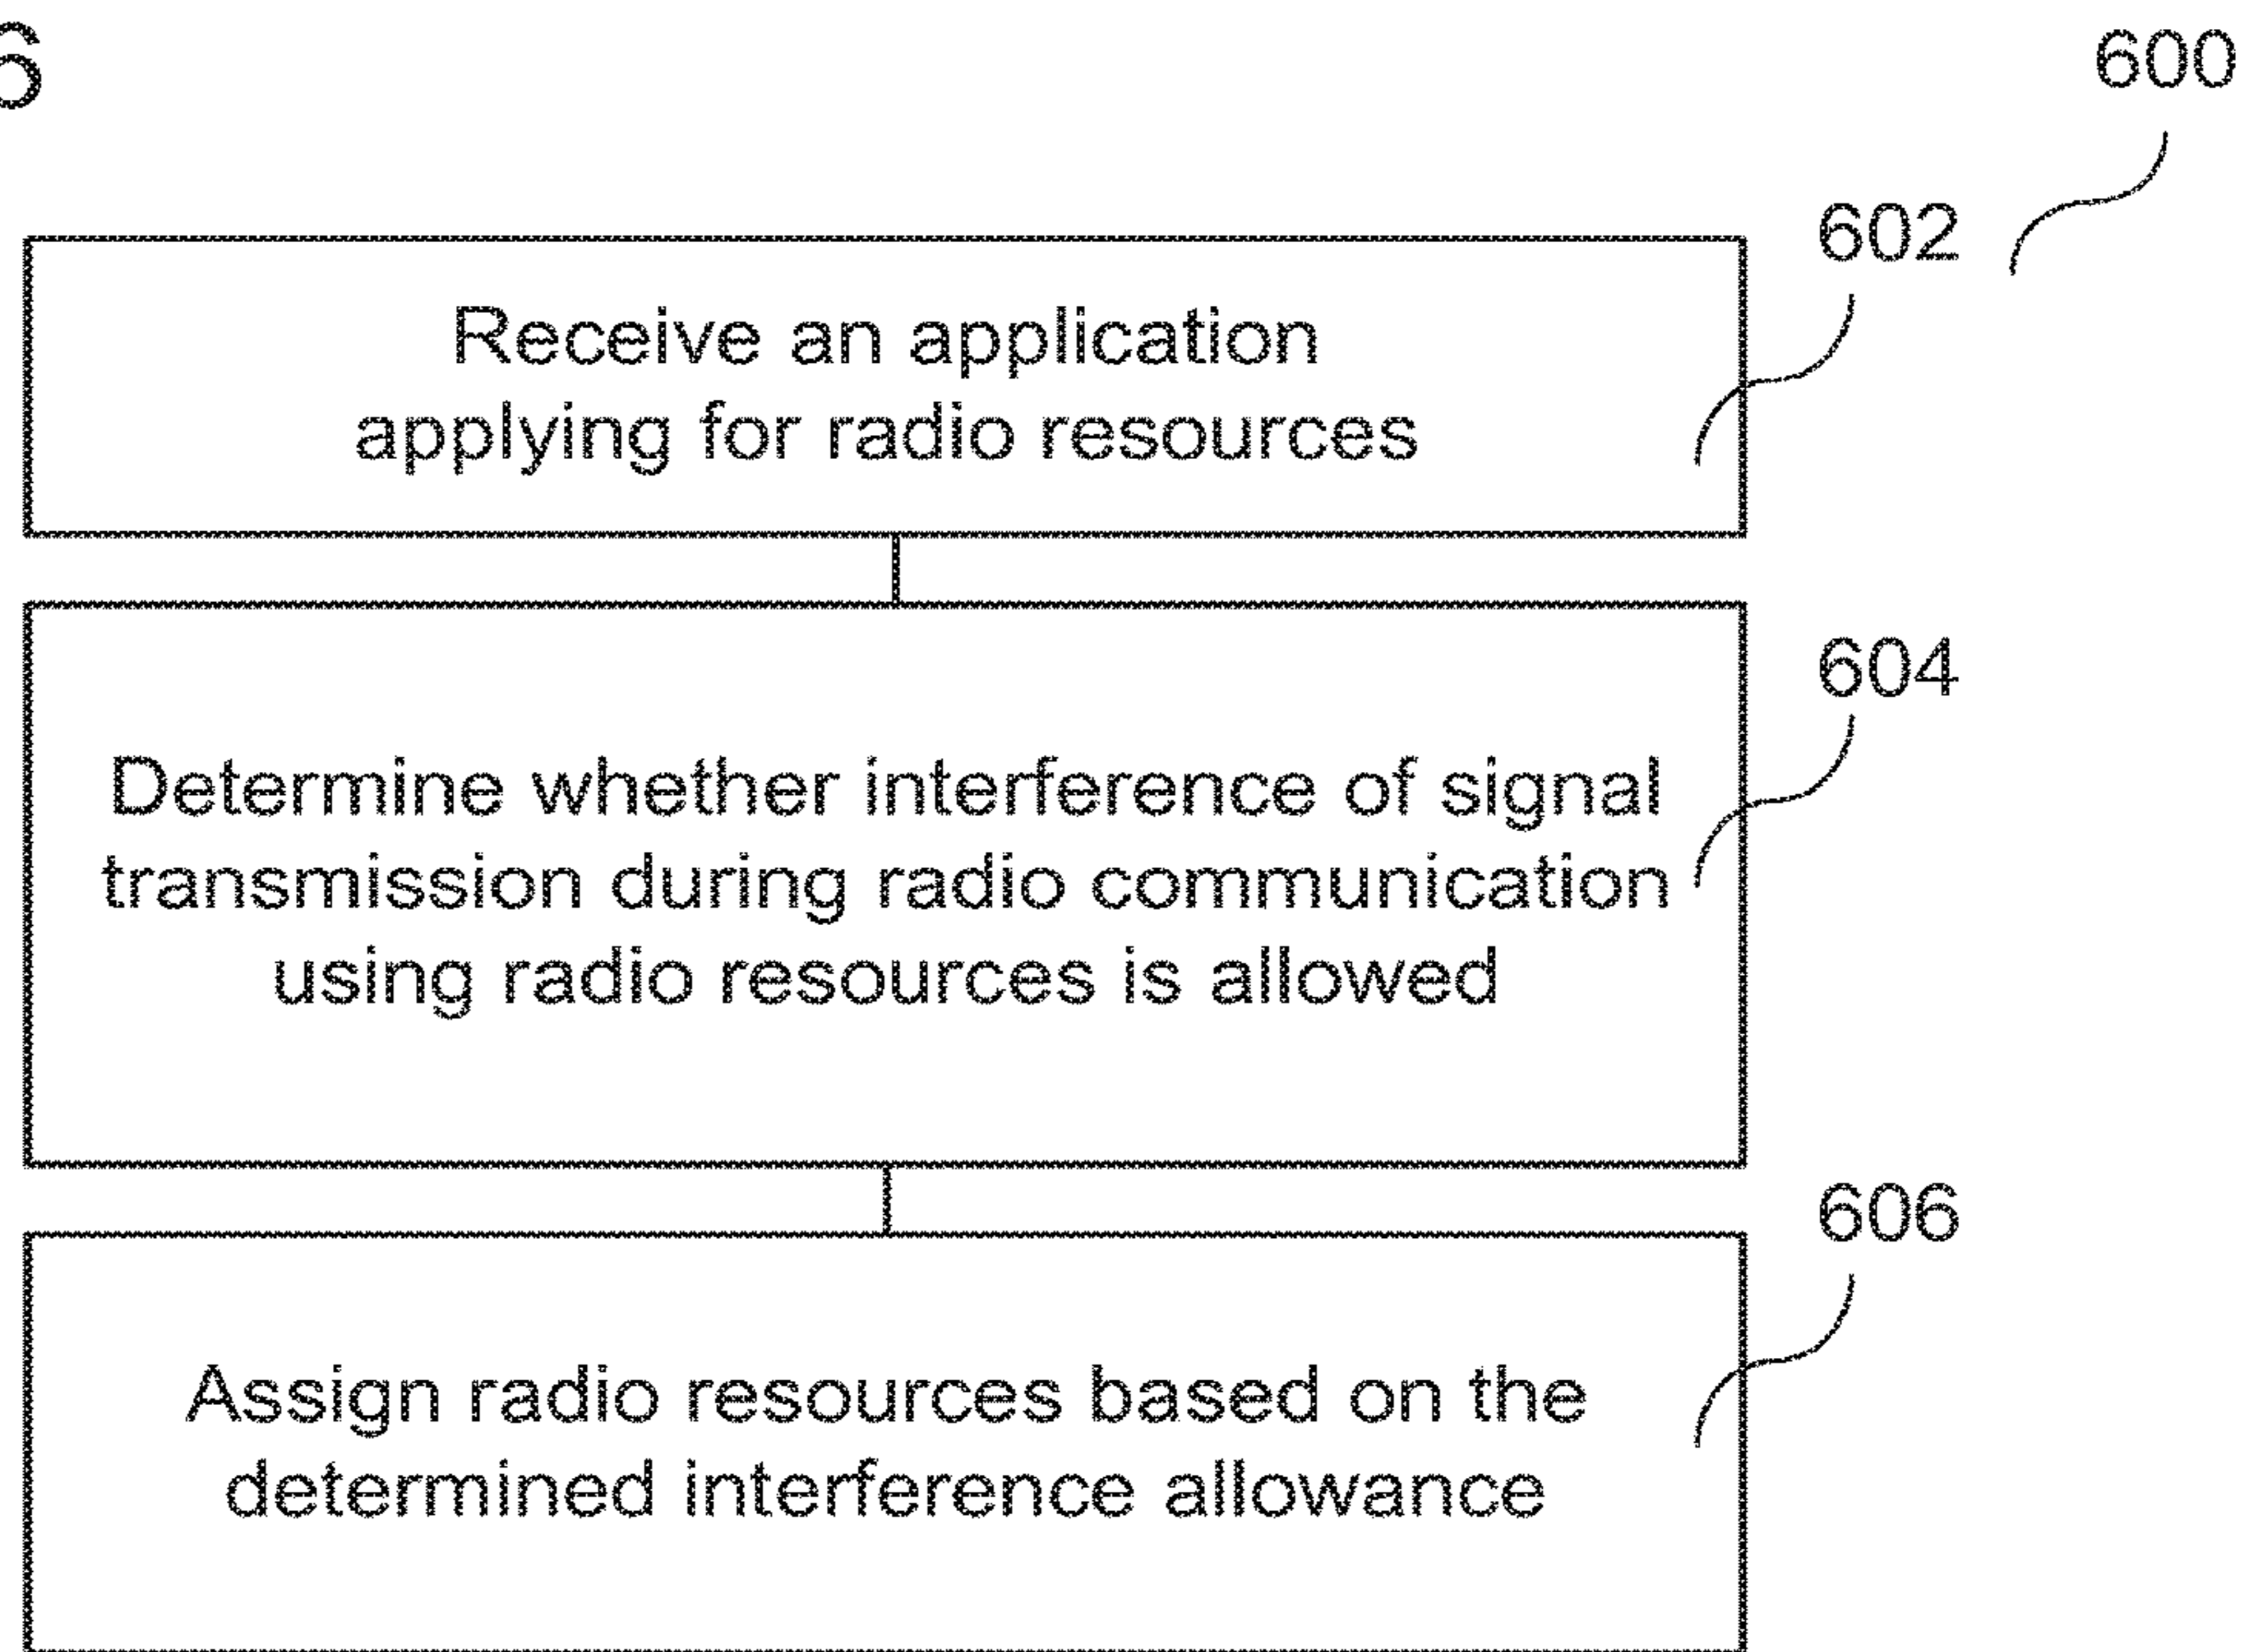 6
600
602
Receive an application
applying for radio resources
604
Determine whether interference of signal
transmission during radio communication
using radio resources is allowed
606
Assign radio resources based on the
determined interference allowance